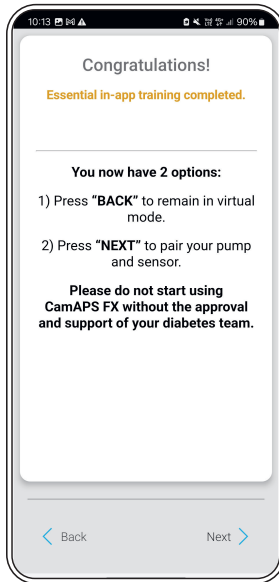 10:13 90%
Congratulations!
Essential in-app training completed.
You now have 2 options:
1) Press “BACK” to remain in virtual
mode.
2) Press “NEXT” to pair your pump
and sensor.
Please do not start using
CamAPS FX without the approval
and support of your diabetes team.
Back Next